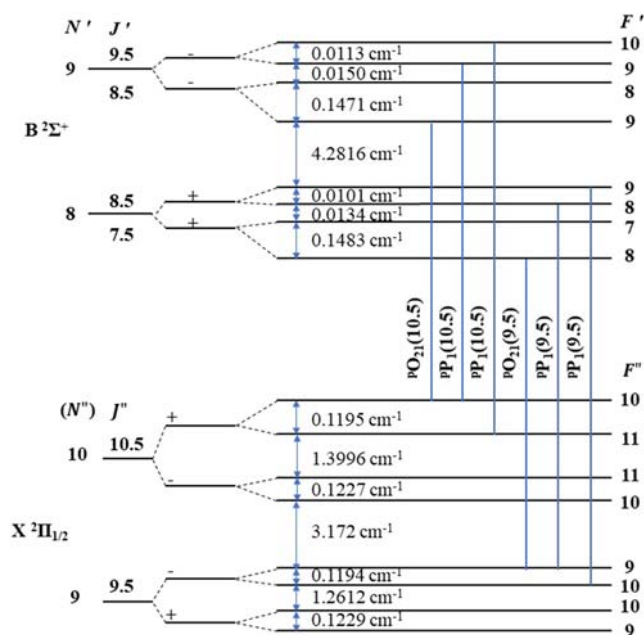 N' J' F'
9.5 - 10
0.0113 cm-1
9 9
0.0150 cm-1
8.5 - 8
0.1471 cm-1
9
B ²Σ⁺
4.2816 cm-1
8.5 + 9
0.0101 cm-1
8 8
0.0134 cm-1
7.5 + 7
0.1483 cm-1
8
ᵖO₂₁(10.5)
ᵖP₁(10.5)
ᵖP₁(10.5)
ᵖO₂₁(9.5)
ᵖP₁(9.5)
ᵖP₁(9.5)
F"
(N") J" + 10
0.1195 cm-1
10 10.5 11
1.3996 cm-1
11
- 0.1227 cm-1
10
X ²Π₁/₂
3.172 cm-1
- 9
0.1194 cm-1
9.5 10
9 1.2612 cm-1
+ 10
0.1229 cm-1
9